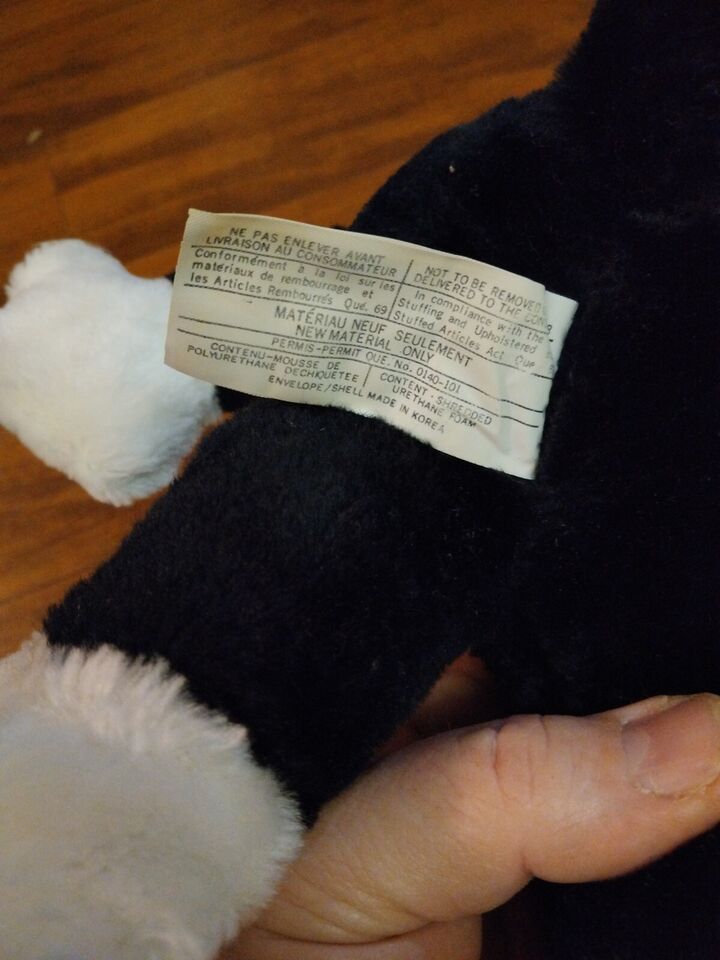 NE PAS ENLEVER AVANT
LIVRAISON AU CONSOMMATEUR
Conformément à la loi sur les
matériaux de rembourrage et
les Articles Rembourrés Qué. 69
NOT TO BE REMOVED
DELIVERED TO THE
In compliance with the
Stuffing and Upholstered
Stuffed Articles Act Que
MATÉRIAU NEUF SEULEMENT
NEW MATERIAL ONLY
PERMIS-PERMIT QUE. No. 0140-101
CONTENU-MOUSSE DE
POLYURETHANE DECHIQUETEE
CONTENT - SHREDDED
URETHANE FOAM
ENVELOPE/SHELL MADE IN KOREA